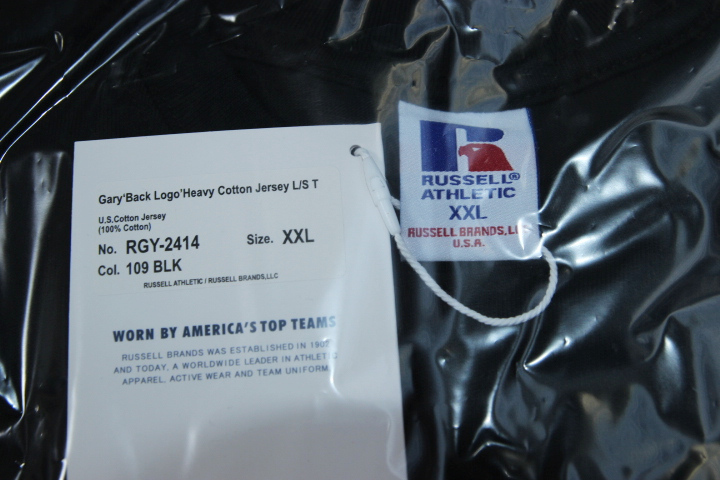 Gary'Back Logo'Heavy Cotton Jersey L/S T
U.S.Cotton Jersey
(100% Cotton)
No. RGY-2414 Size. XXL
Col. 109 BLK
RUSSELL ATHLETIC / RUSSELL BRANDS,LLC
WORN BY AMERICA'S TOP TEAMS
RUSSELL BRANDS WAS ESTABLISHED IN
AND TODAY, A WORLDWIDE LEADER IN ATHLETIC
APPAREL, ACTIVE WEAR AND TEAM UNIFORM
R
RUSSELL®
ATHLETIC
XXL
RUSSELL BRANDS,
U.S.A.